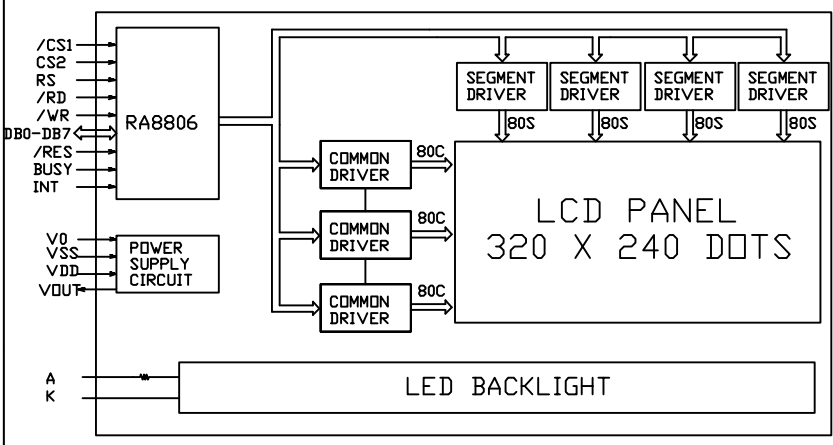 /CS1
CS2
RS
/RD
/WR
DB0-DB7
/RES
BUSY
INT
RA8806
SEGMENT
DRIVER
SEGMENT
DRIVER
SEGMENT
DRIVER
SEGMENT
DRIVER
80S
80S
80S
80S
COMMON
DRIVER
80C
COMMON
DRIVER
80C
COMMON
DRIVER
80C
LCD PANEL
320 X 240 DOTS
V0
VSS
VDD
VOUT
POWER
SUPPLY
CIRCUIT
A
K
LED BACKLIGHT